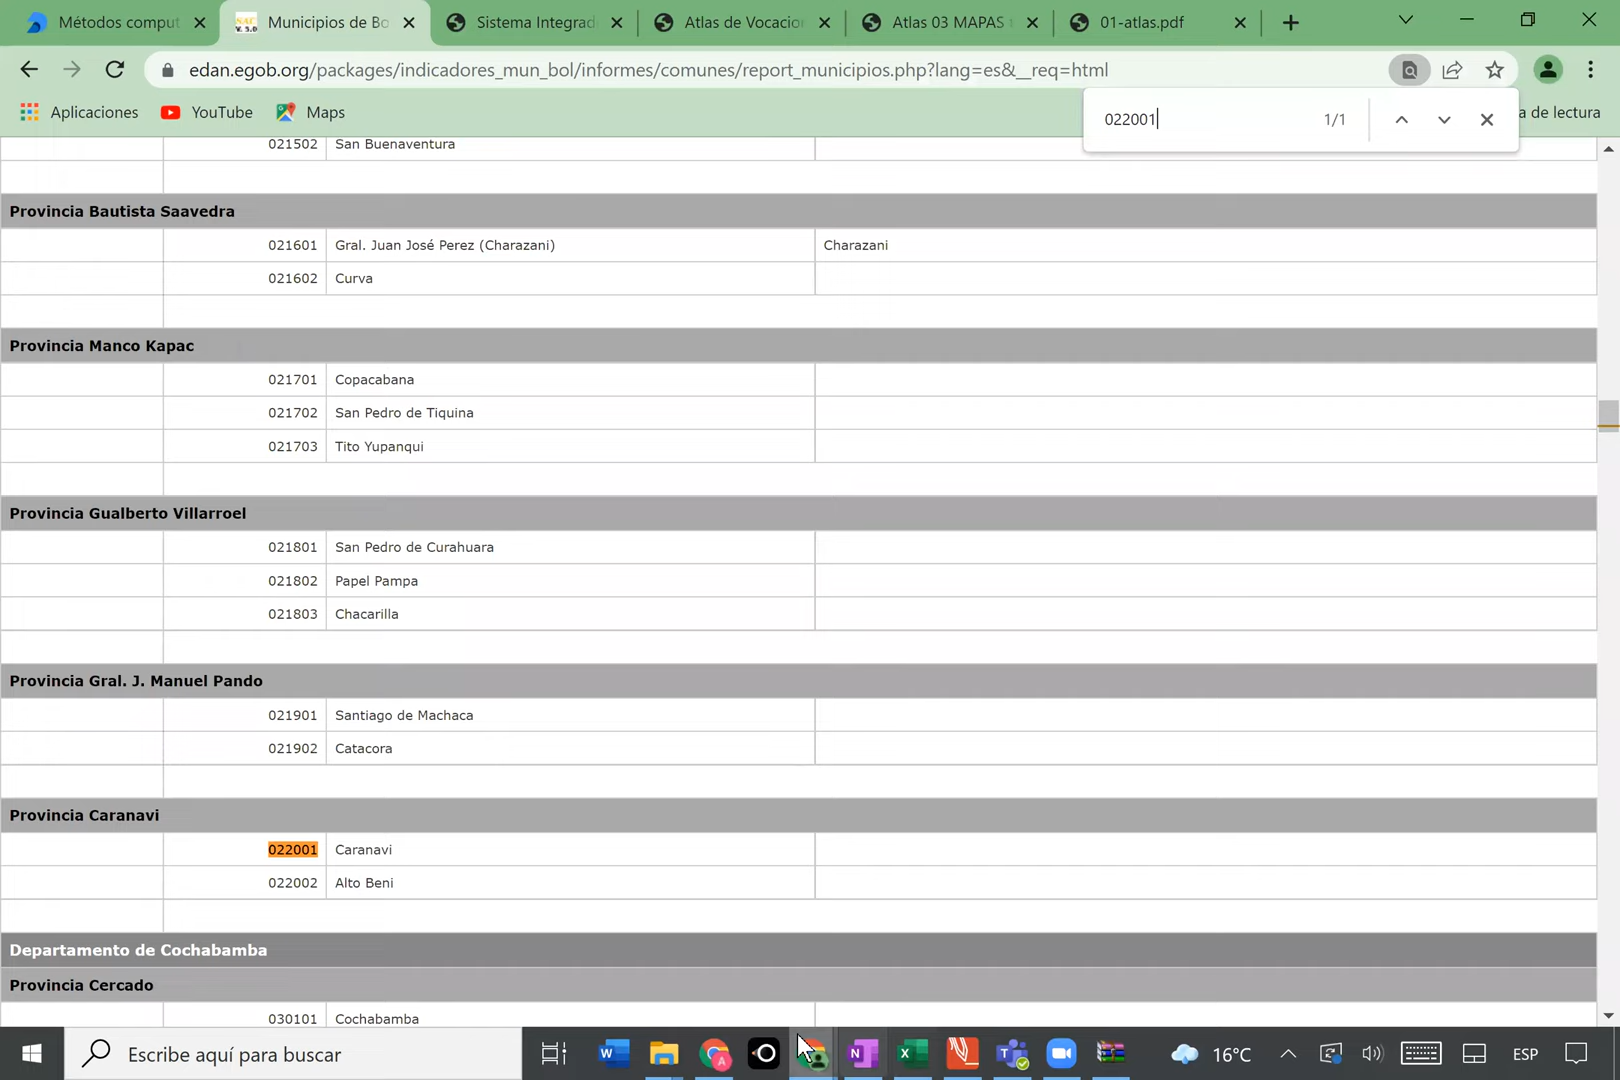 Métodos comput
Municipios de Bo
Sistema Integrad
Atlas de Vocacio
Atlas 03 MAPAS
01-atlas.pdf
edan.egob.org/packages/indicadores_mun_bol/informes/comunes/report_municipios.php?lang=es&__req=html
Aplicaciones
YouTube
Maps
022001
1/1
a de lectura
021502 San Buenaventura
Provincia Bautista Saavedra
021601 Gral. Juan José Perez (Charazani) Charazani
021602 Curva
Provincia Manco Kapac
021701 Copacabana
021702 San Pedro de Tiquina
021703 Tito Yupanqui
Provincia Gualberto Villarroel
021801 San Pedro de Curahuara
021802 Papel Pampa
021803 Chacarilla
Provincia Gral. J. Manuel Pando
021901 Santiago de Machaca
021902 Catacora
Provincia Caranavi
022001 Caranavi
022002 Alto Beni
Departamento de Cochabamba
Provincia Cercado
030101 Cochabamba
Escribe aquí para buscar
16°C
ESP